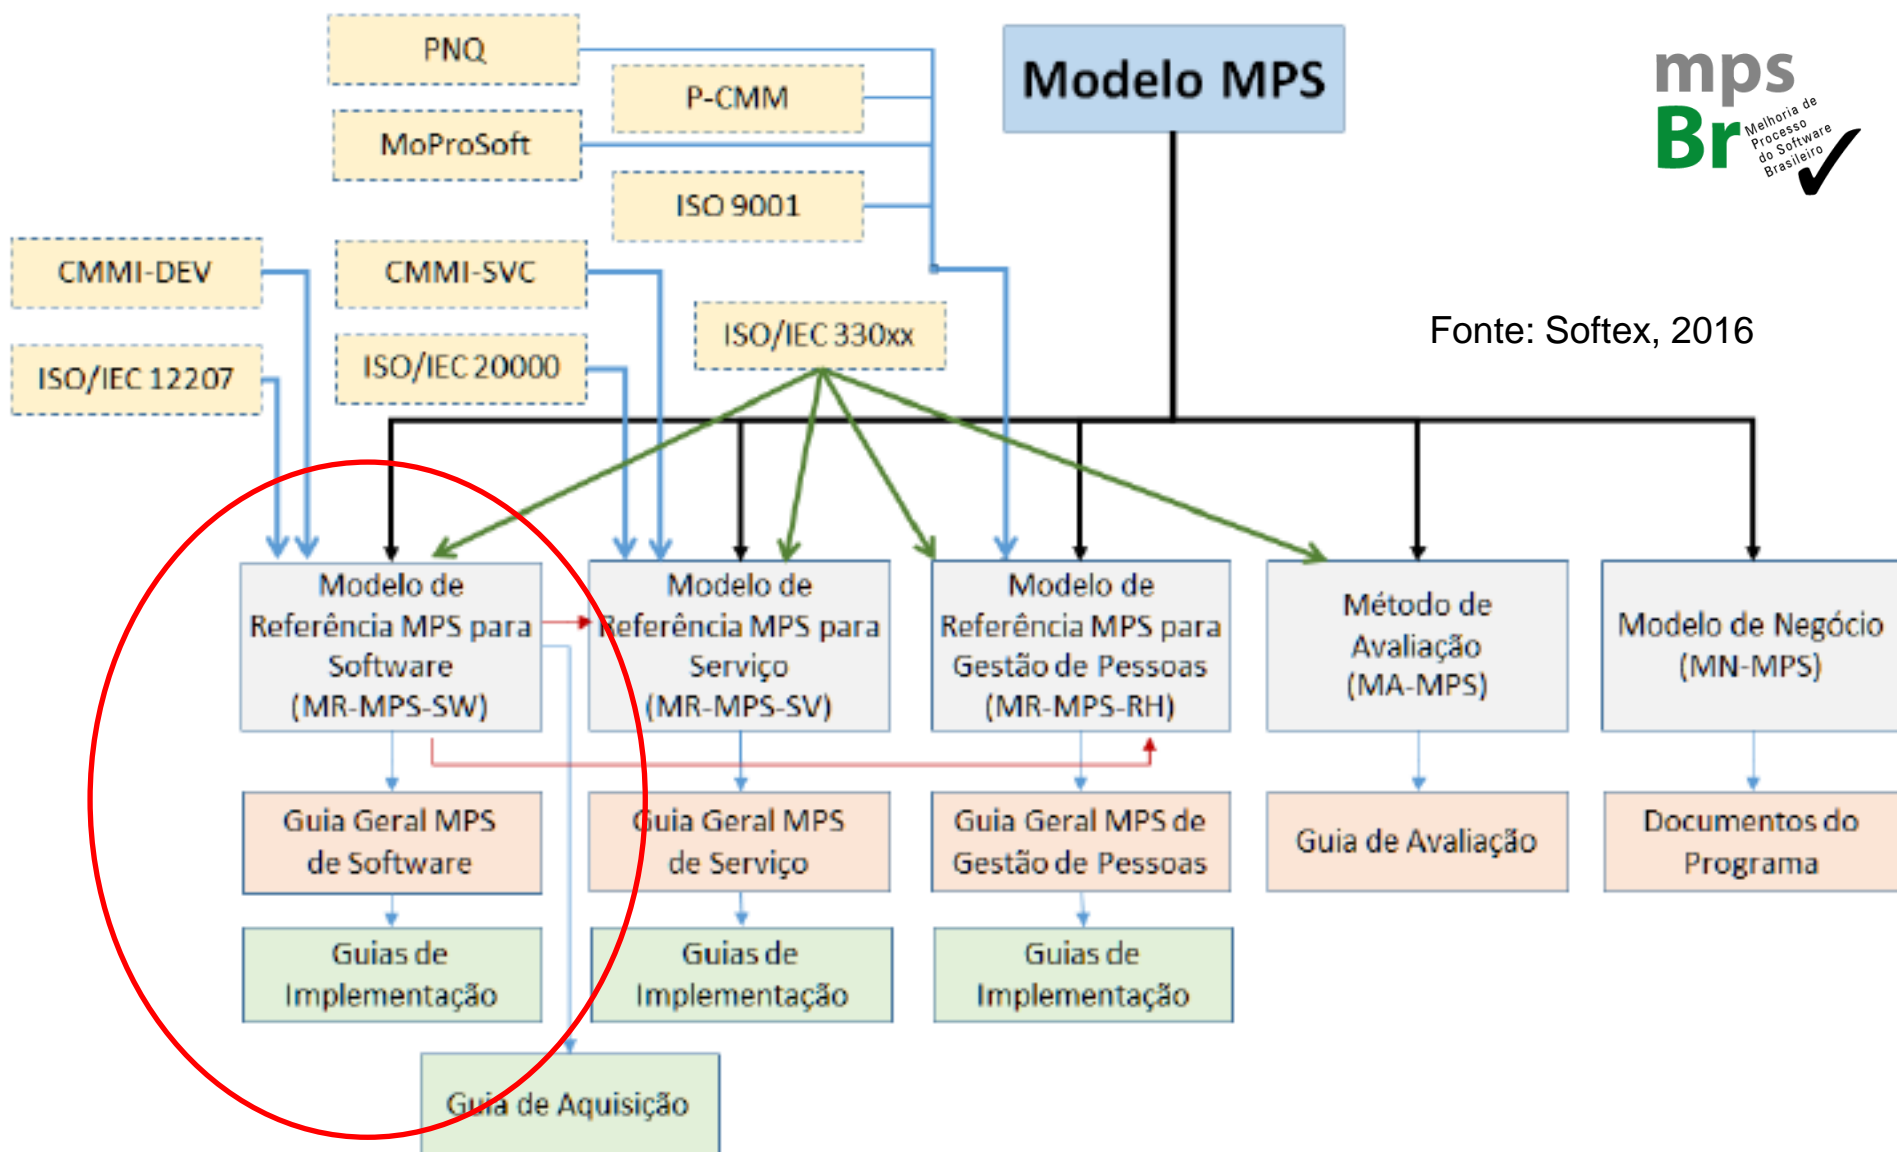 PNQ
P-CMM
MoProSoft
ISO 9001
Modelo MPS
mps
Br
Melhoria de
Processo
do Software
Brasileiro
CMMI-DEV
CMMI-SVC
ISO/IEC 330xx
Fonte: Softex, 2016
ISO/IEC 12207
ISO/IEC 20000
Modelo de
Referência MPS para
Software
(MR-MPS-SW)
Modelo de
Referência MPS para
Serviço
(MR-MPS-SV)
Modelo de
Referência MPS para
Gestão de Pessoas
(MR-MPS-RH)
Método de
Avaliação
(MA-MPS)
Modelo de Negócio
(MN-MPS)
Guia Geral MPS
de Software
Guia Geral MPS
de Serviço
Guia Geral MPS de
Gestão de Pessoas
Guia de Avaliação
Documentos do
Programa
Guias de
Implementação
Guias de
Implementação
Guias de
Implementação
Guia de Aquisição